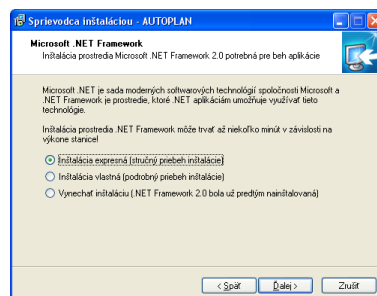 Sprievodca inštaláciou - AUTOPLAN
Microsoft .NET Framework
Inštalácia prostredia Microsoft .NET Framework 2.0 potrebná pre beh aplikácie
Microsoft .NET je sada moderných softwarových technológií spoločnosti Microsoft a
.NET Framework je prostredie, ktoré .NET aplikáciám umožňuje využívať tieto
technológie.
Inštalácia prostredia .NET Framework môže trvať až niekoľko minút v závislosti na
výkone stanice!
Inštalácia expresná (stručný priebeh inštalácie)
Inštalácia vlastná (podrobný priebeh inštalácie)
Vynechať inštaláciu (.NET Framework 2.0 bola už predtým nainštalovaná)
< Späť
Ďalej >
Zrušiť